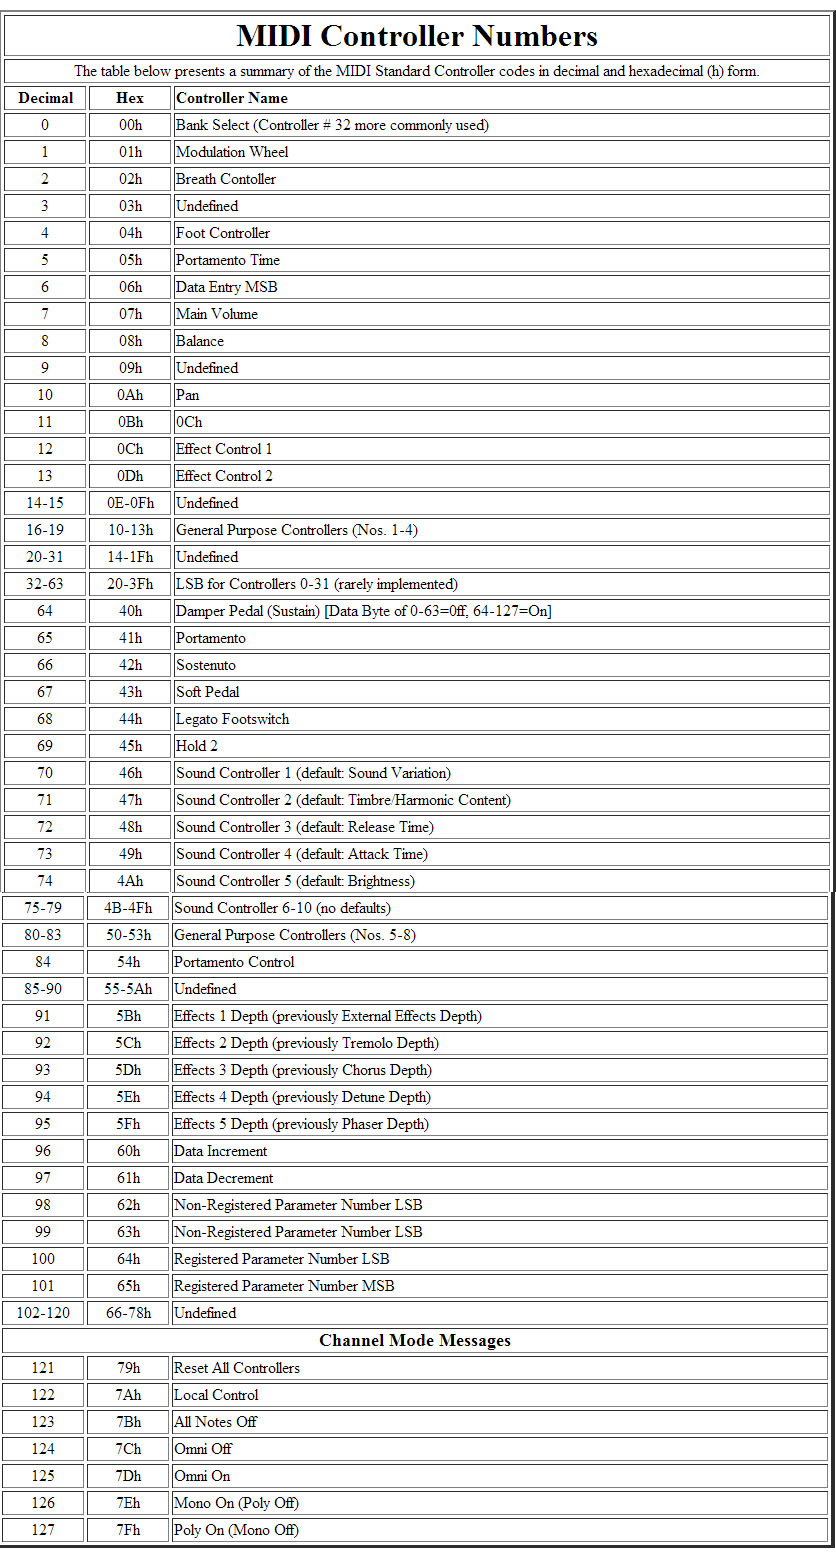 MIDI Controller Numbers
The table below presents a summary of the MIDI Standard Controller codes in decimal and hexadecimal (h) form.
Decimal Hex Controller Name
0 00h Bank Select (Controller # 32 more commonly used)
1 01h Modulation Wheel
2 02h Breath Contoller
3 03h Undefined
4 04h Foot Controller
5 05h Portamento Time
6 06h Data Entry MSB
7 07h Main Volume
8 08h Balance
9 09h Undefined
10 0Ah Pan
11 0Bh 0Ch
12 0Ch Effect Control 1
13 0Dh Effect Control 2
14-15 0E-0Fh Undefined
16-19 10-13h General Purpose Controllers (Nos. 1-4)
20-31 14-1Fh Undefined
32-63 20-3Fh LSB for Controllers 0-31 (rarely implemented)
64 40h Damper Pedal (Sustain) [Data Byte of 0-63=0ff, 64-127=On]
65 41h Portamento
66 42h Sostenuto
67 43h Soft Pedal
68 44h Legato Footswitch
69 45h Hold 2
70 46h Sound Controller 1 (default: Sound Variation)
71 47h Sound Controller 2 (default: Timbre/Harmonic Content)
72 48h Sound Controller 3 (default: Release Time)
73 49h Sound Controller 4 (default: Attack Time)
74 4Ah Sound Controller 5 (default: Brightness)
75-79 4B-4Fh Sound Controller 6-10 (no defaults)
80-83 50-53h General Purpose Controllers (Nos. 5-8)
84 54h Portamento Control
85-90 55-5Ah Undefined
91 5Bh Effects 1 Depth (previously External Effects Depth)
92 5Ch Effects 2 Depth (previously Tremolo Depth)
93 5Dh Effects 3 Depth (previously Chorus Depth)
94 5Eh Effects 4 Depth (previously Detune Depth)
95 5Fh Effects 5 Depth (previously Phaser Depth)
96 60h Data Increment
97 61h Data Decrement
98 62h Non-Registered Parameter Number LSB
99 63h Non-Registered Parameter Number LSB
100 64h Registered Parameter Number LSB
101 65h Registered Parameter Number MSB
102-120 66-78h Undefined
Channel Mode Messages
121 79h Reset All Controllers
122 7Ah Local Control
123 7Bh All Notes Off
124 7Ch Omni Off
125 7Dh Omni On
126 7Eh Mono On (Poly Off)
127 7Fh Poly On (Mono Off)